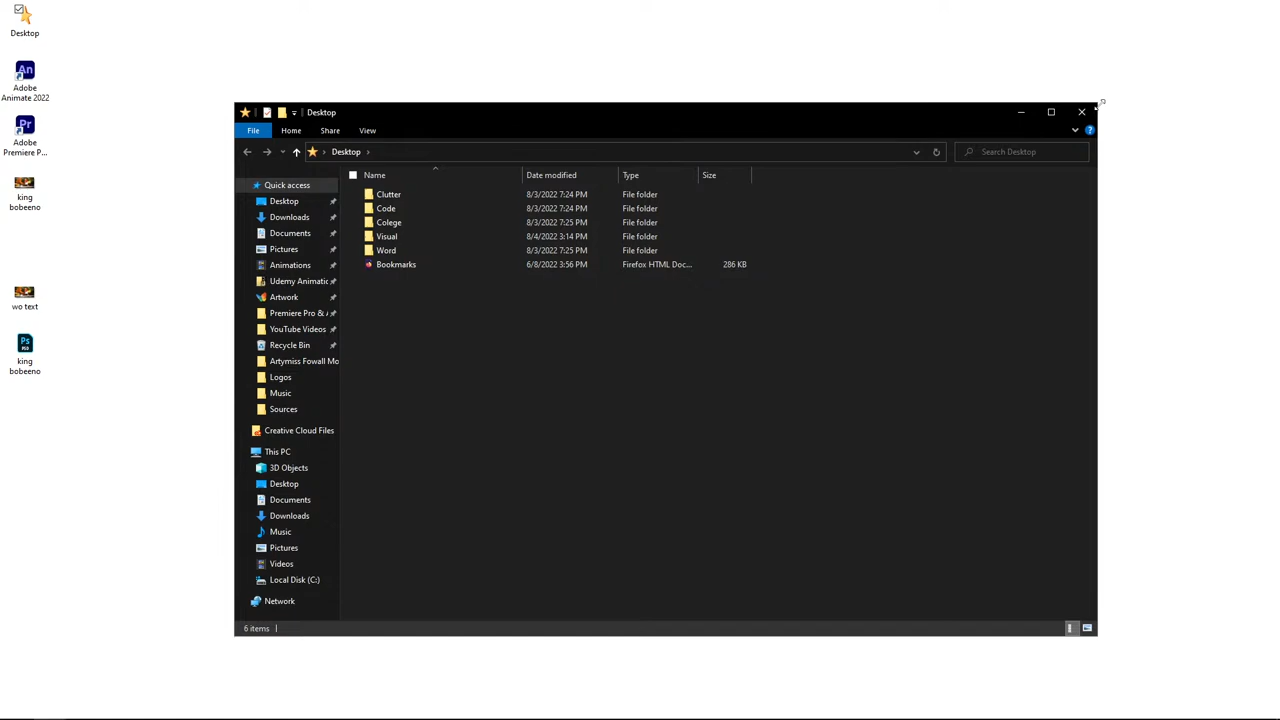 Desktop
An
Adobe
Animate 2022
Pr
Adobe
Premiere P...
king
bobeeno
wo text
Ps
PSD
king
bobeeno
Desktop
File Home Share View
Desktop
Search Desktop
Name Date modified Type Size
Clutter 8/3/2022 7:24 PM File folder
Code 8/3/2022 7:24 PM File folder
Colege 8/3/2022 7:25 PM File folder
Visual 8/4/2022 3:14 PM File folder
Word 8/3/2022 7:25 PM File folder
Bookmarks 6/8/2022 3:56 PM Firefox HTML Doc... 286 KB
Quick access
Desktop
Downloads
Documents
Pictures
Animations
Udemy Animatic
Artwork
Premiere Pro &
YouTube Videos
Recycle Bin
Artymiss Fowall Mo
Logos
Music
Sources
Creative Cloud Files
This PC
3D Objects
Desktop
Documents
Downloads
Music
Pictures
Videos
Local Disk (C:)
Network
6 items